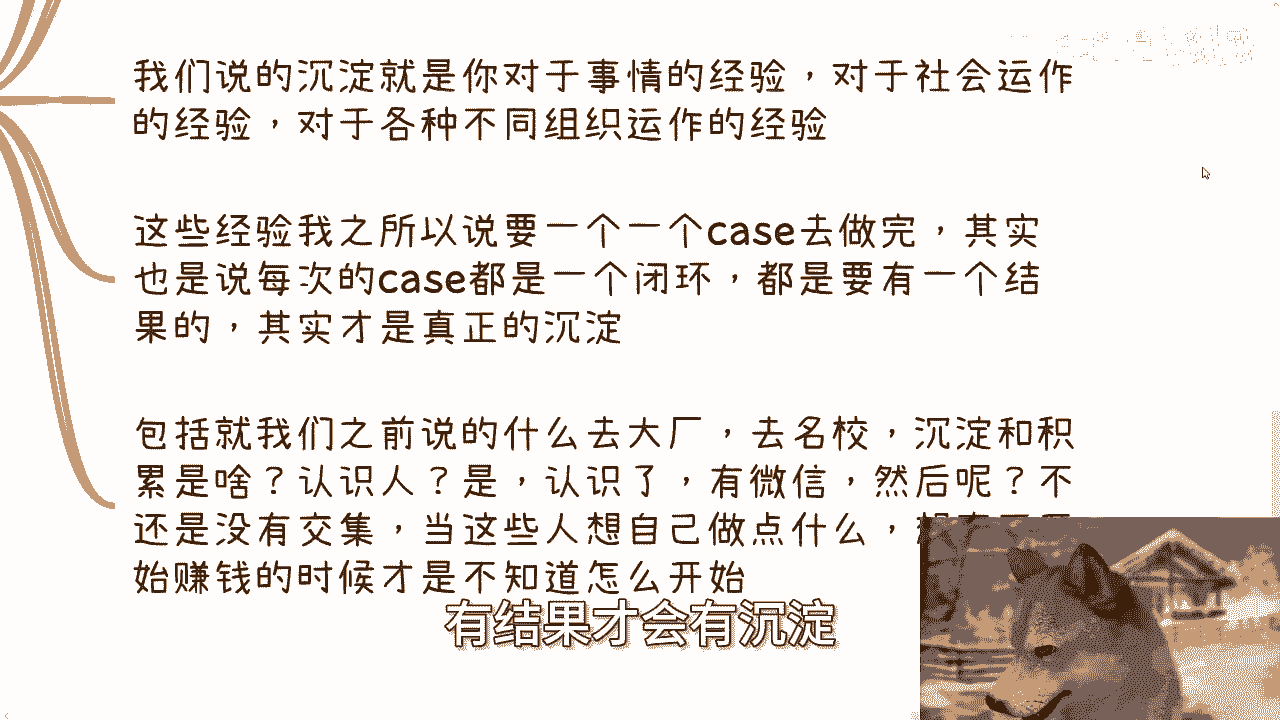 我们说的沉淀就是你对于事情的经验，对于社会运作
的经验，对于各种不同组织运作的经验
这些经验我之所以说要一个一个case去做完，其实
也是说每次的case都是一个闭环，都是要有一个结
果的，其实才是真正的沉淀
包括就我们之前说的什么去大厂，去名校，沉淀和积
累是啥？认识人？是，认识了，有微信，然后呢？不
还是没有交集，当这些人想自己做点什么，
始赚钱的时候才是不知道怎么开始
有结果才会有沉淀